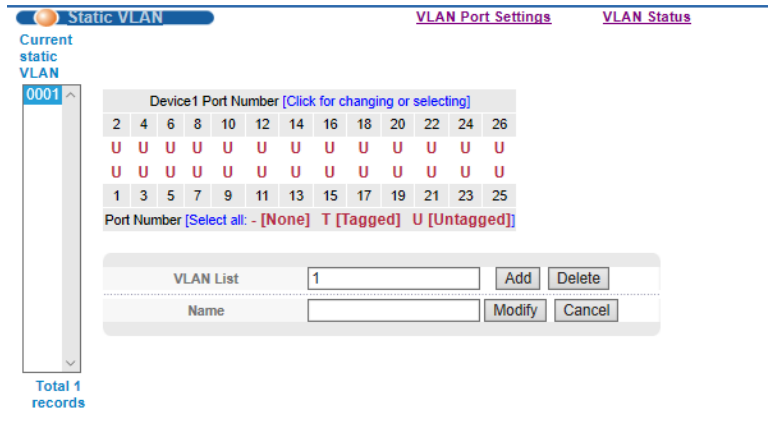 Static VLAN VLAN Port Settings VLAN Status
Current
static
VLAN
0001
Device1 Port Number [Click for changing or selecting]
2 4 6 8 10 12 14 16 18 20 22 24 26
U U U U U U U U U U U U U
U U U U U U U U U U U U U
1 3 5 7 9 11 13 15 17 19 21 23 25
Port Number [Select all: - [None] T [Tagged] U [Untagged]]
VLAN List 1 Add Delete
Name Modify Cancel
Total 1
records